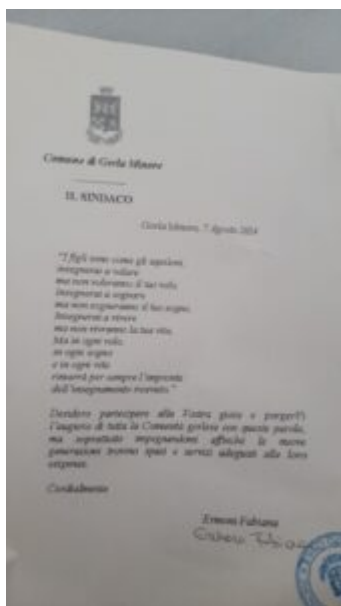 Comune di Gorla Minore
IL SINDACO
Gorla Minore, 7 Agosto 2024
"I figli sono come gli aquiloni,
insegnerai a volare
ma non voleranno il tuo volo.
Insegnerai a sognare
ma non sogneranno il tuo sogno.
Insegnerai a vivere
ma non vivranno la tua vita.
Ma in ogni volo,
in ogni sogno
e in ogni vita
rimarrà per sempre l'impronta
dell'insegnamento ricevuto."
Desidero partecipare alla Vostra gioia e porgerVi
l'augurio di tutta la Comunità gorlese con queste parole,
ma soprattutto impegnandomi affinché le nuove
generazioni trovino spazi e servizi adeguati alle loro
esigenze.
Cordialmente
Ermoni Fabiana